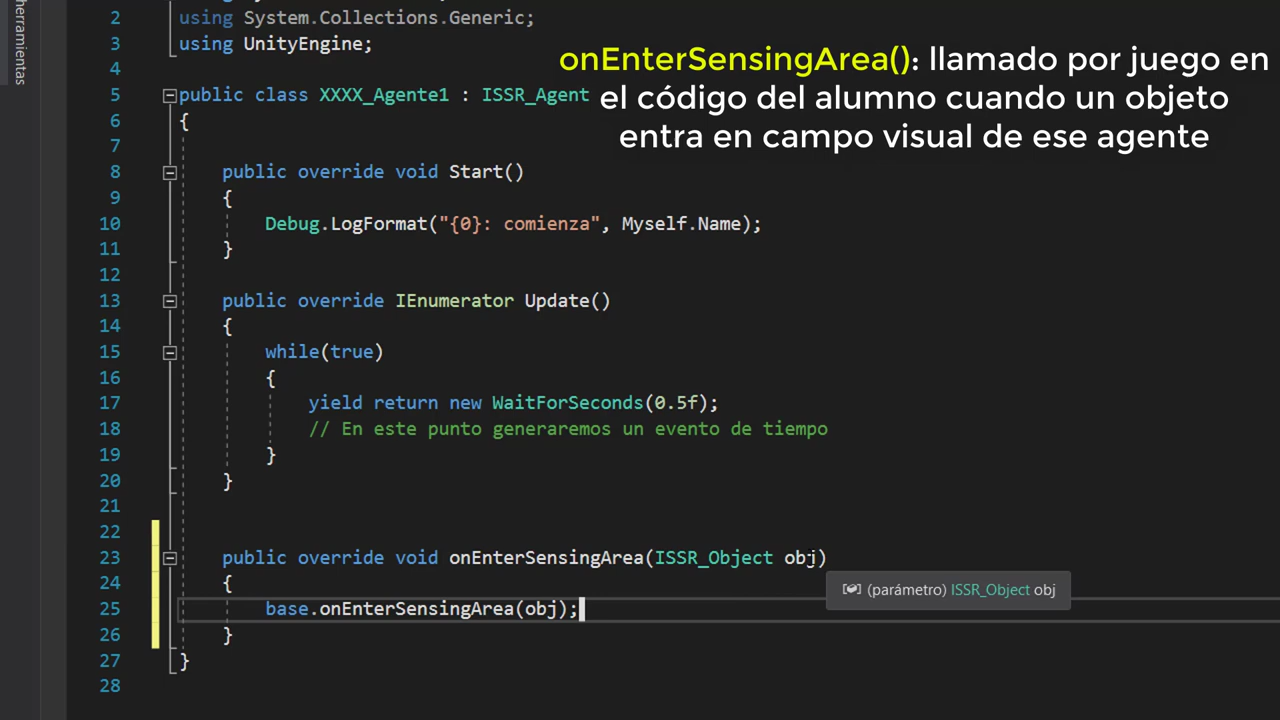 herramientas
2 using System.Collections.Generic;
3 using UnityEngine;
onEnterSensingArea(): llamado por juego en
el código del alumno cuando un objeto
entra en campo visual de ese agente
4
5 public class XXXX_Agente1 : ISSR_Agent
6 {
7
8 public override void Start()
9 {
10 Debug.LogFormat("{0}: comienza", Myself.Name);
11 }
12
13 public override IEnumerator Update()
14 {
15 while(true)
16 {
17 yield return new WaitForSeconds(0.5f);
18 // En este punto generaremos un evento de tiempo
19 }
20 }
21
22
23 public override void onEnterSensingArea(ISSR_Object obj)
24 {
(parámetro) ISSR_Object obj
25 base.onEnterSensingArea(obj);
26 }
27 }
28